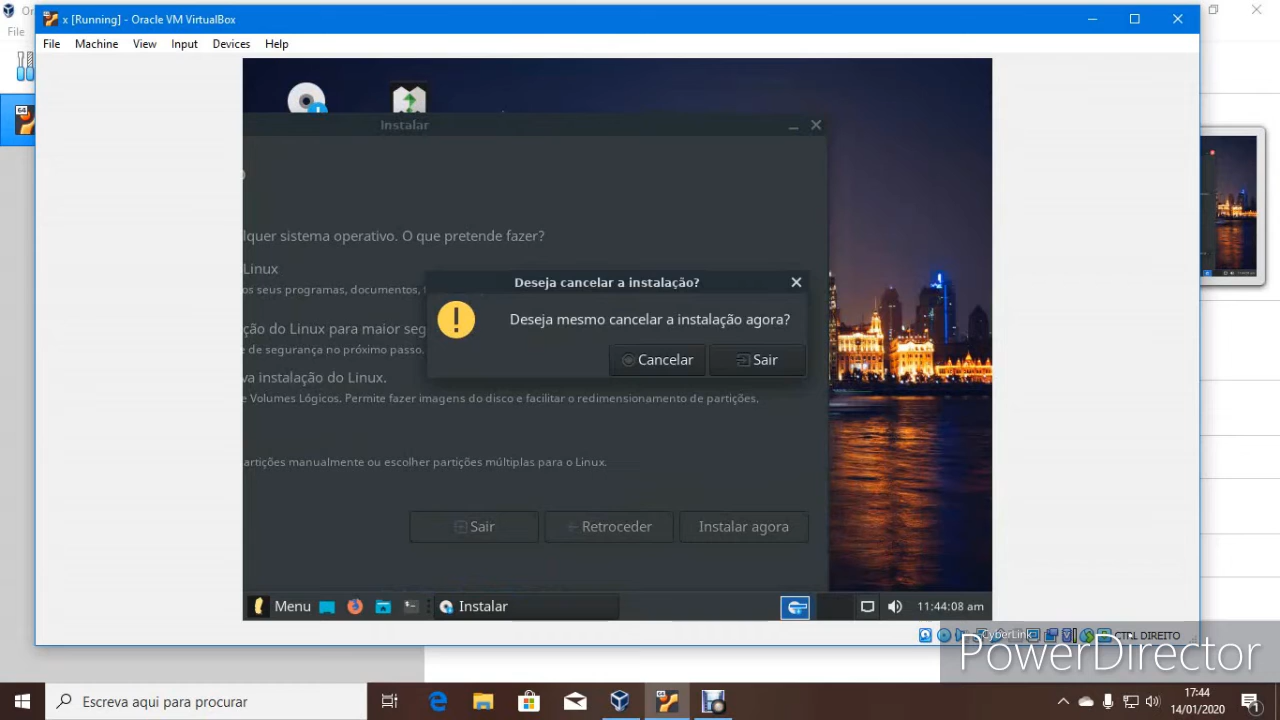 x [Running] - Oracle VM VirtualBox
File Machine View Input Devices Help
Instalar
lquer sistema operativo. O que pretende fazer?
Linux
os seus programas, documentos, f
ção do Linux para maior seg
e de segurança no próximo passo.
va instalação do Linux.
e Volumes Lógicos. Permite fazer imagens do disco e facilitar o redimensionamento de partições.
artições manualmente ou escolher partições múltiplas para o Linux.
Deseja cancelar a instalação?
Deseja mesmo cancelar a instalação agora?
Cancelar Sair
Sair Retroceder Instalar agora
Menu Instalar 11:44:08 am
CTRL DIREITO
CyberLink
PowerDirector
Escreva aqui para procurar
17:44
14/01/2020
1